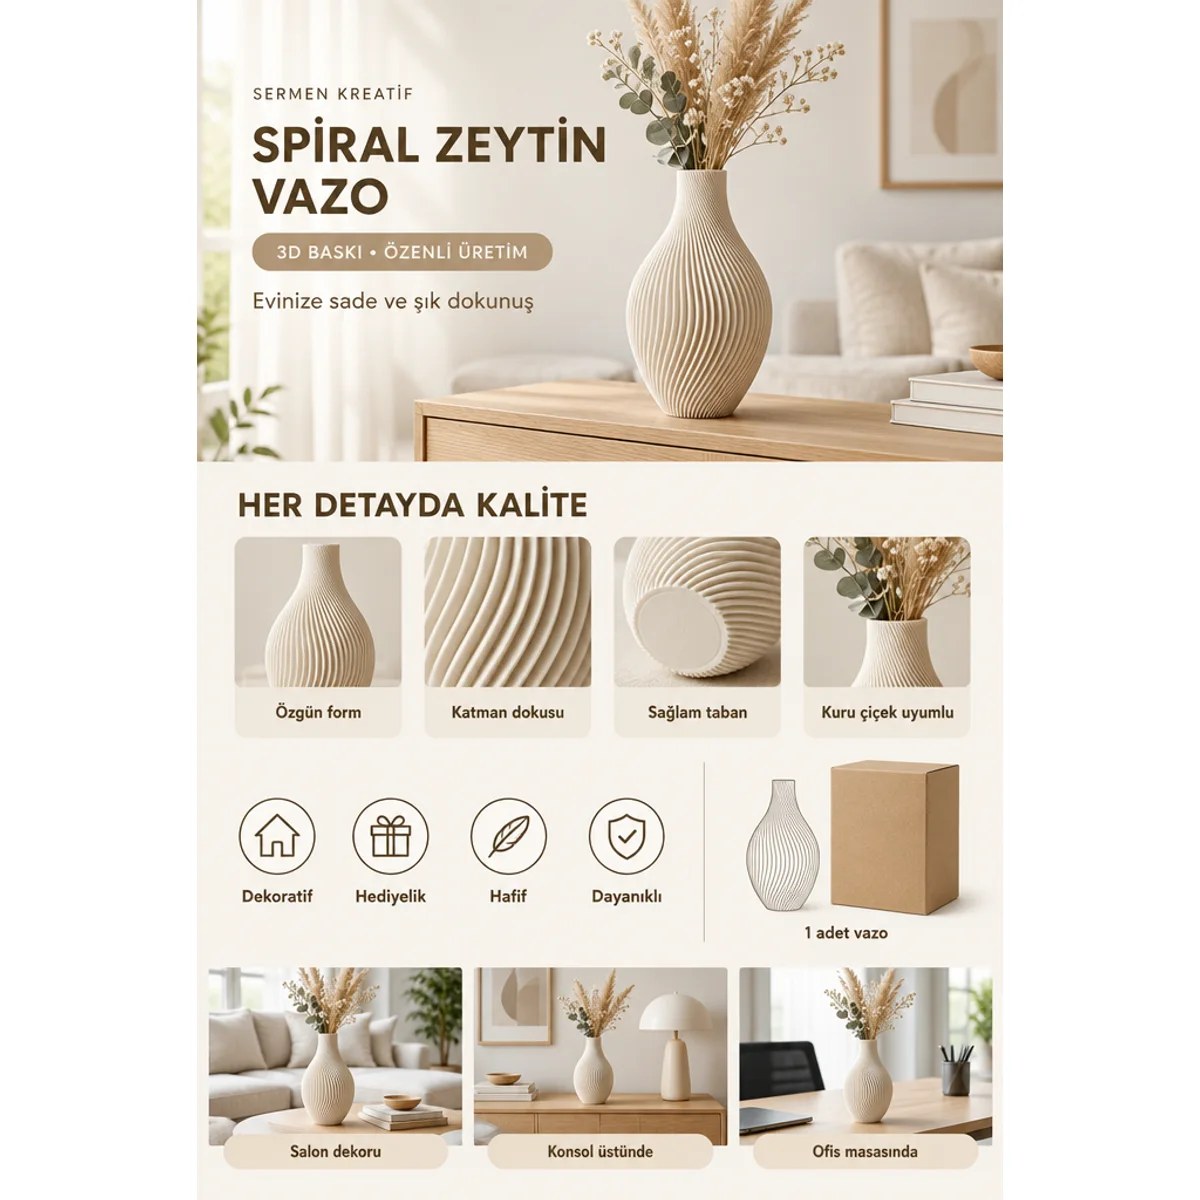 SERMEN KREATİF
SPİRAL ZEYTİN
VAZO
3D BASKI • ÖZENLİ ÜRETİM
Evinize sade ve şık dokunuş
HER DETAYDA KALİTE
Özgün form
Katman dokusu
Sağlam taban
Kuru çiçek uyumlu
Dekoratif
Hediyelik
Hafif
Dayanıklı
1 adet vazo
Salon dekoru
Konsol üstünde
Ofis masasında